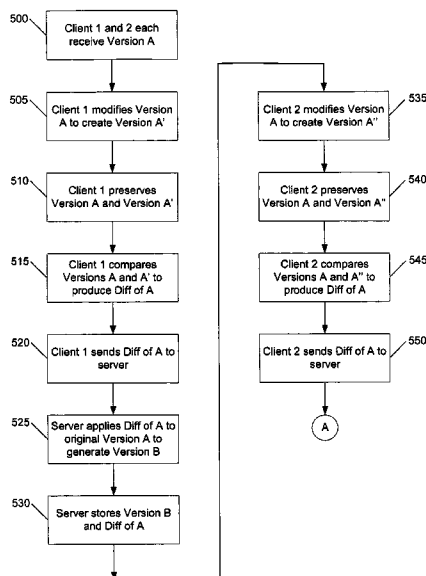 500
Client 1 and 2 each
receive Version A
505
Client 1 modifies Version
A to create Version A'
510
Client 1 preserves
Version A and Version A'
515
Client 1 compares
Versions A and A' to
produce Diff of A
520
Client 1 sends Diff of A to
server
525
Server applies Diff of A to
original Version A to
generate Version B
530
Server stores Version B
and Diff of A
535
Client 2 modifies Version
A to create Version A"
540
Client 2 preserves
Version A and Version A"
545
Client 2 compares
Versions A and A" to
produce Diff of A
550
Client 2 sends Diff of A to
server
A